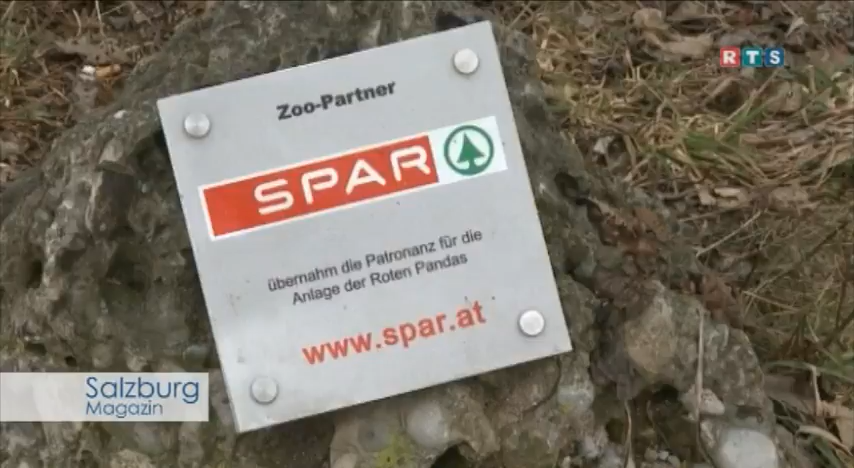 RTS
Zoo-Partner
SPAR
übernahm die Patronanz für die
Anlage der Roten Pandas
www.spar.at
Salzburg
Magazin